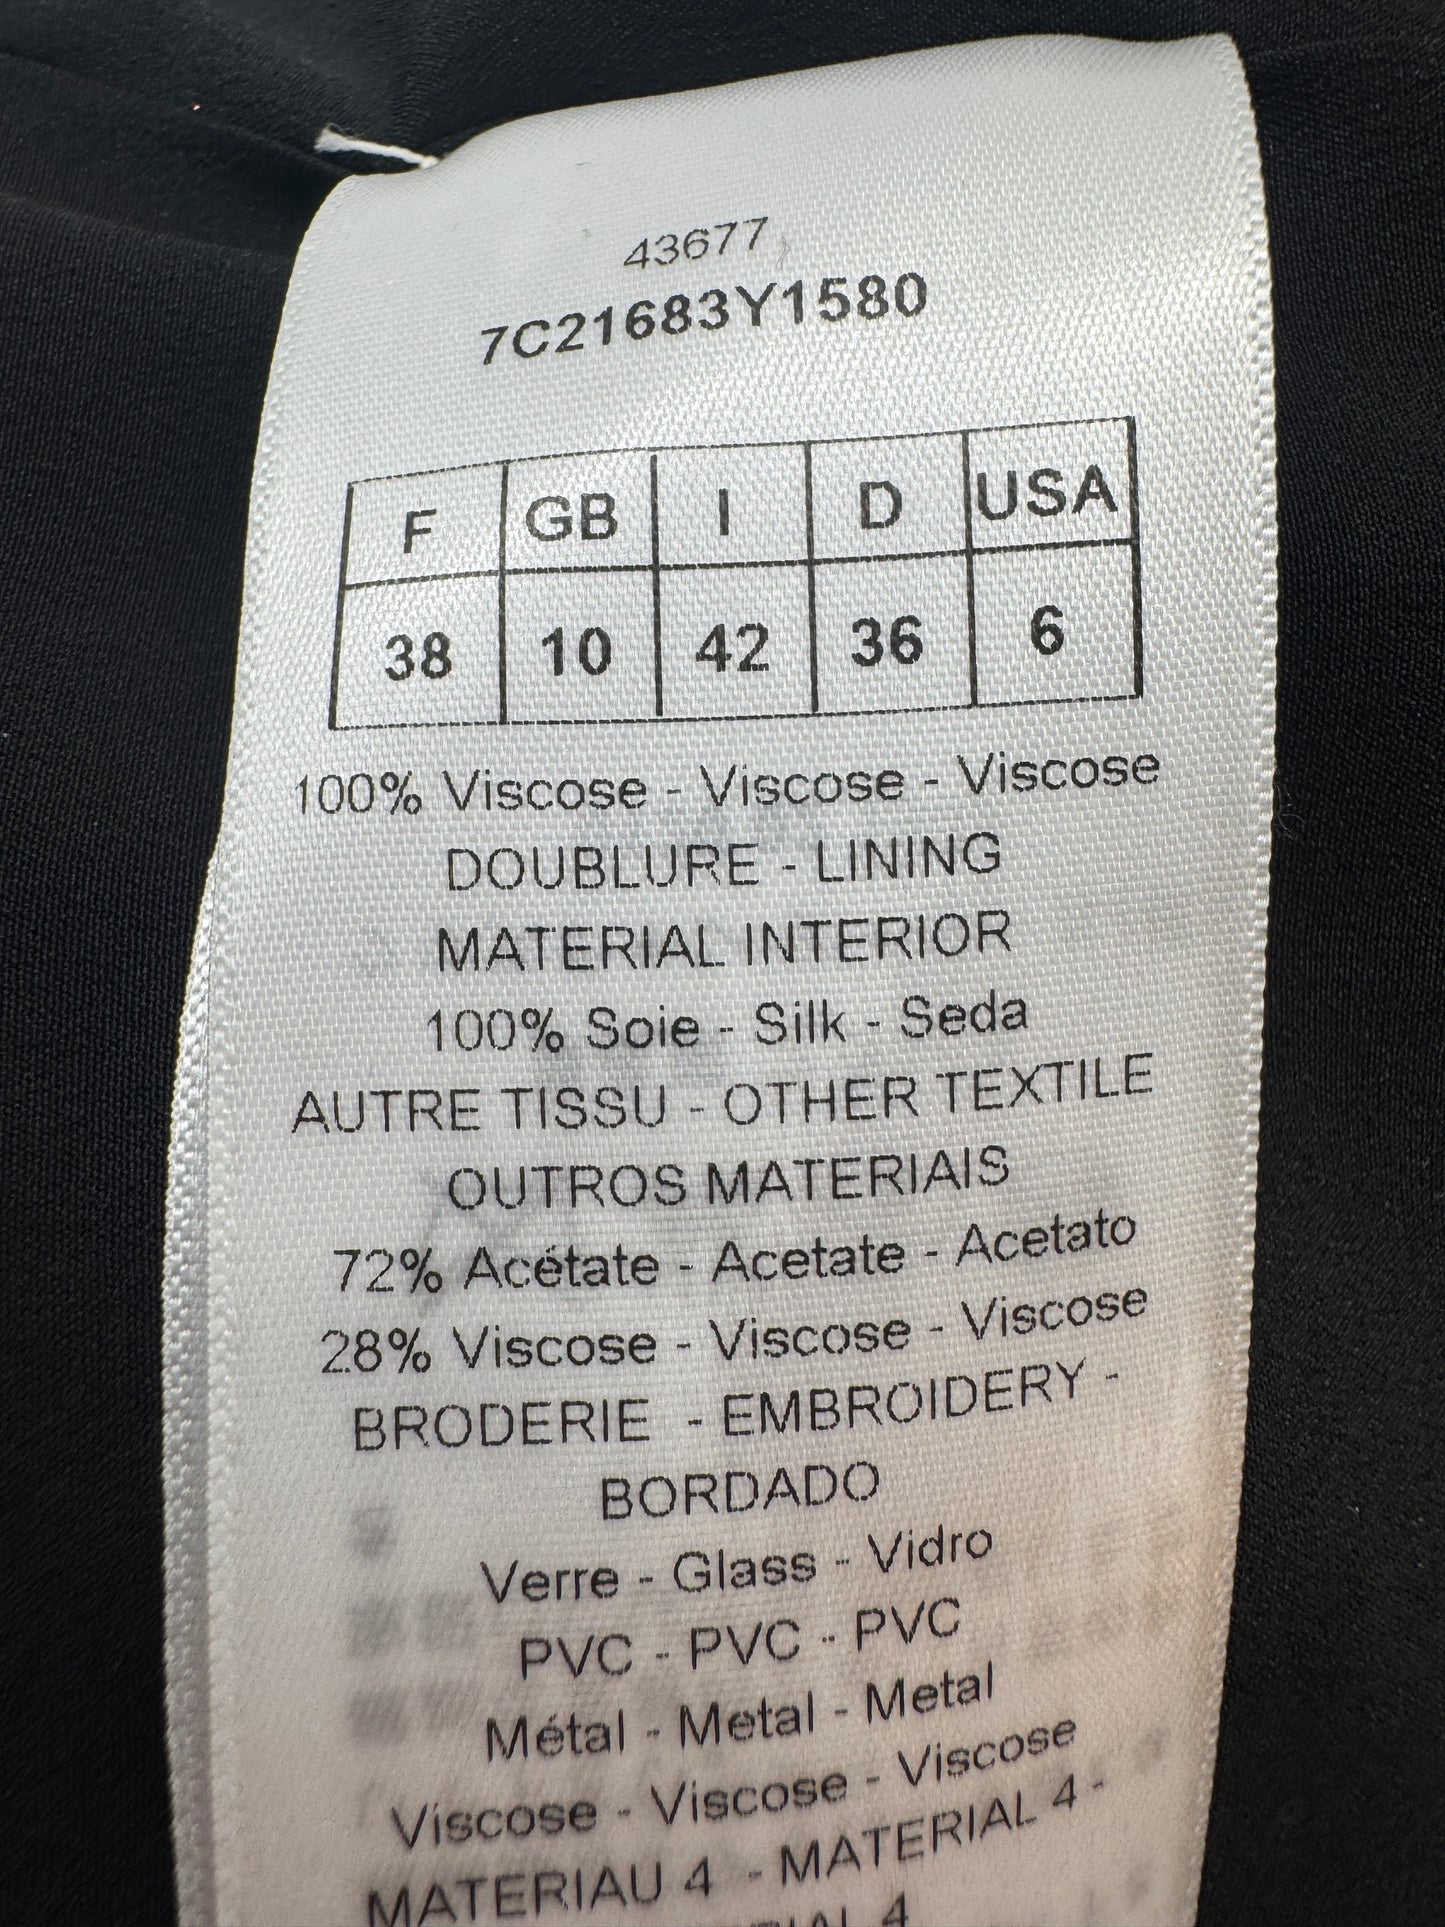 43677
7C21683Y1580
F GB I D USA
38 10 42 36 6
100% Viscose - Viscose - Viscose
DOUBLURE - LINING
MATERIAL INTERIOR
100% Soie - Silk - Seda
AUTRE TISSU - OTHER TEXTILE
OUTROS MATERIAIS
72% Acétate - Acetate - Acetato
28% Viscose - Viscose - Viscose
BRODERIE - EMBROIDERY -
BORDADO
Verre - Glass - Vidro
PVC - PVC - PVC
Métal - Metal - Metal
Viscose - Viscose - Viscose
MATERIAU 4 - MATERIAL 4 -
4